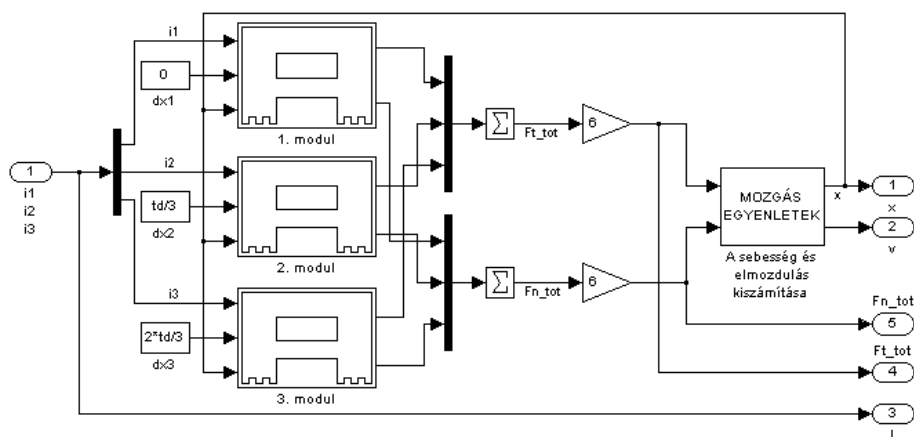 i1
0
dx1
1. modul
1
i1
i2
i3
i2
td/3
dx2
2. modul
i3
2*td/3
dx3
3. modul
Σ
Ft_tot
6
Σ
Fn_tot
6
MOZGÁS
EGYENLETEK
A sebesség és
elmozdulás
kiszámítása
x
1
x
2
v
Fn_tot
5
Ft_tot
4
3